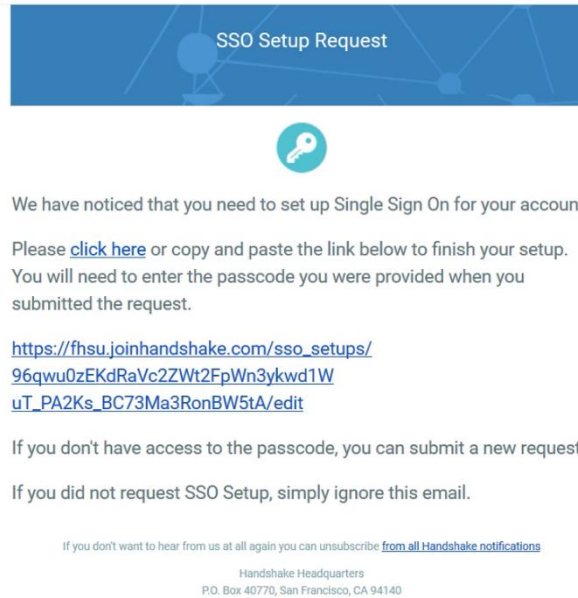 SSO Setup Request
We have noticed that you need to set up Single Sign On for your accoun
Please click here or copy and paste the link below to finish your setup.
You will need to enter the passcode you were provided when you
submitted the request.
https://fhsu.joinhandshake.com/sso_setups/
96qwu0zEKdRaVc2ZWt2FpWn3ykwd1W
uT_PA2Ks_BC73Ma3RonBW5tA/edit
If you don't have access to the passcode, you can submit a new request
If you did not request SSO Setup, simply ignore this email.
If you don't want to hear from us at all again you can unsubscribe from all Handshake notifications
Handshake Headquarters
P.O. Box 40770, San Francisco, CA 94140